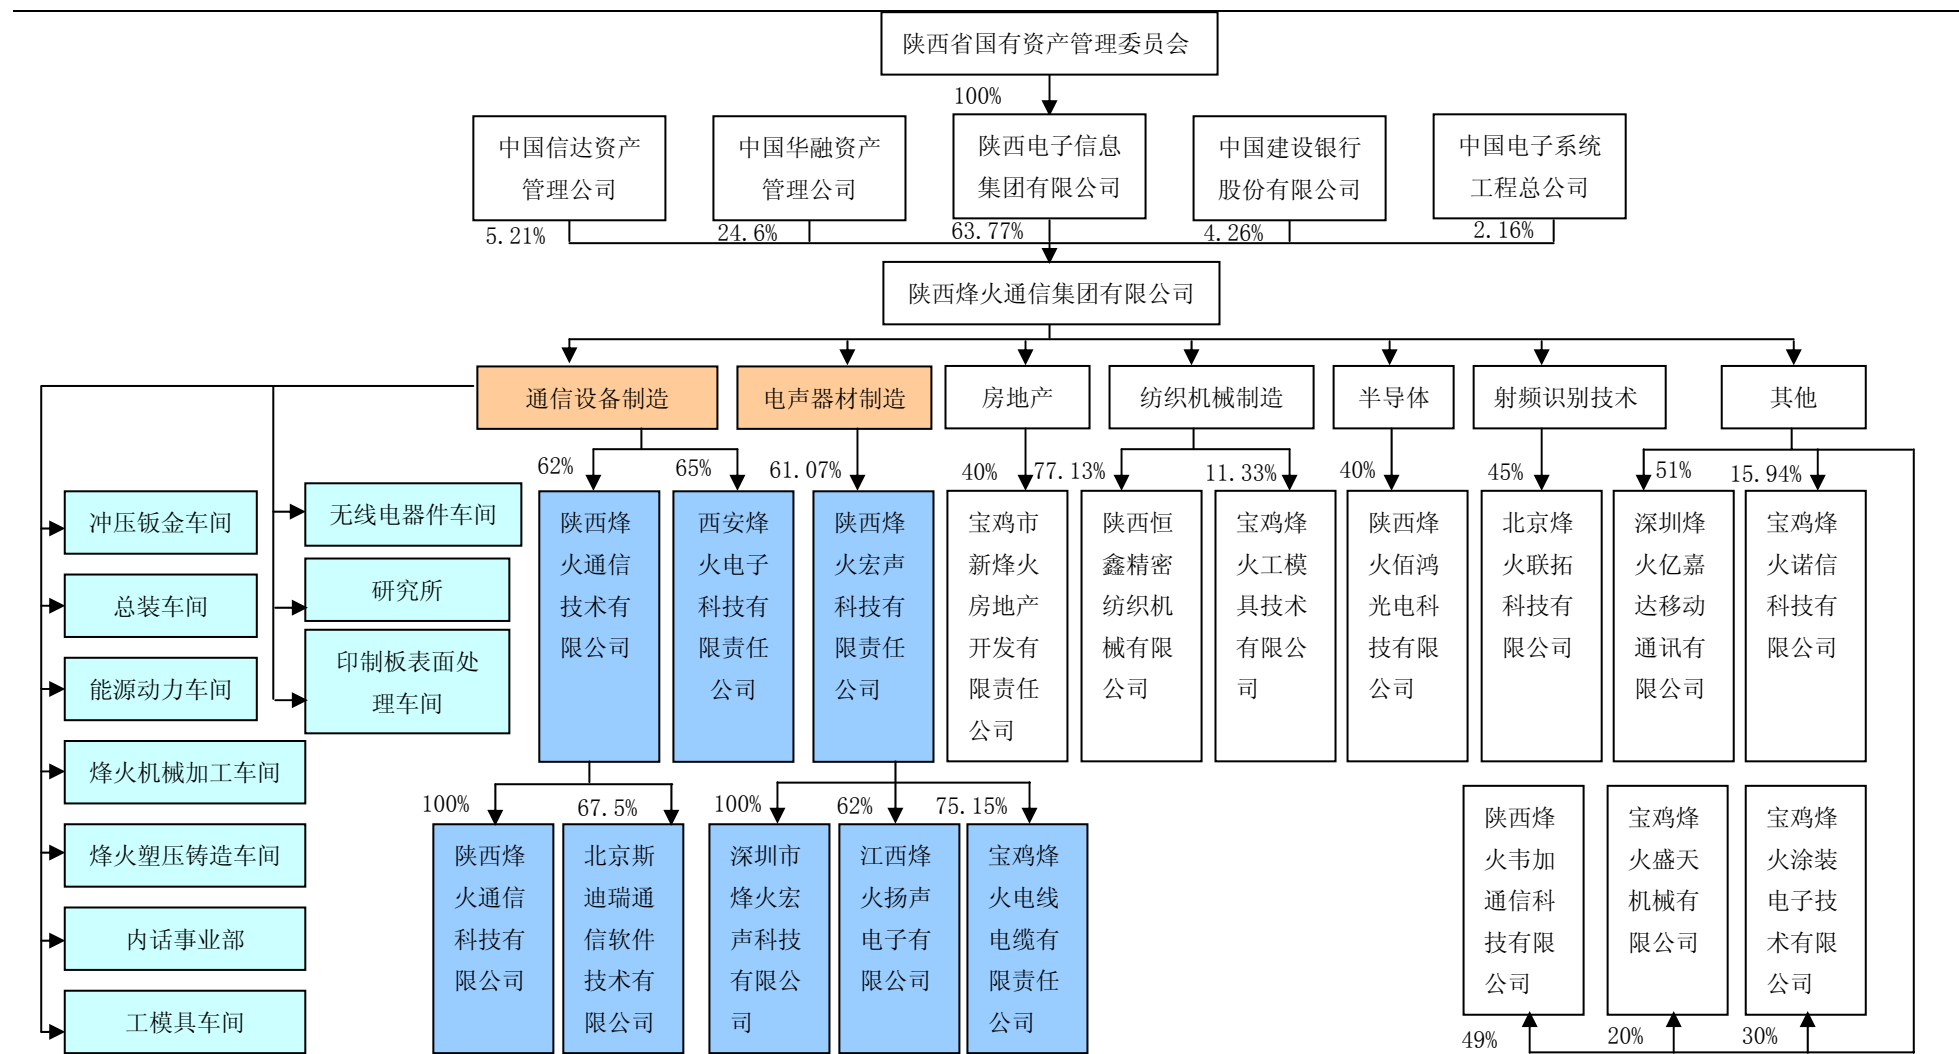 陕西省国有资产管理委员会
100%
中国信达资产
管理公司
中国华融资产
管理公司
陕西电子信息
集团有限公司
中国建设银行
股份有限公司
中国电子系统
工程总公司
5.21%
24.6%
63.77%
4.26%
2.16%
陕西烽火通信集团有限公司
通信设备制造
电声器材制造
房地产
纺织机械制造
半导体
射频识别技术
其他
62%
65%
61.07%
40%
77.13%
11.33%
40%
45%
51%
15.94%
冲压钣金车间
总装车间
能源动力车间
烽火机械加工车间
烽火塑压铸造车间
内话事业部
工模具车间
无线电器件车间
研究所
印制板表面处
理车间
陕西烽
火通信
技术有
限公司
西安烽
火电子
科技有
限责任
公司
陕西烽
火宏声
科技有
限责任
公司
宝鸡市
新烽火
房地产
开发有
限责任
公司
陕西恒
鑫精密
纺织机
械有限
公司
宝鸡烽
火工模
具技术
有限公
司
陕西烽
火佰鸿
光电科
技有限
公司
北京烽
火联拓
科技有
限公司
深圳烽
火亿嘉
达移动
通讯有
限公司
宝鸡烽
火诺信
科技有
限公司
100%
67.5%
100%
62%
75.15%
陕西烽
火通信
科技有
限公司
北京斯
迪瑞通
信软件
技术有
限公司
深圳市
烽火宏
声科技
有限公
司
江西烽
火扬声
电子有
限公司
宝鸡烽
火电线
电缆有
限责任
公司
陕西烽
火韦加
通信科
技有限
公司
宝鸡烽
火盛天
机械有
限公司
宝鸡烽
火涂装
电子技
术有限
公司
49%
20%
30%